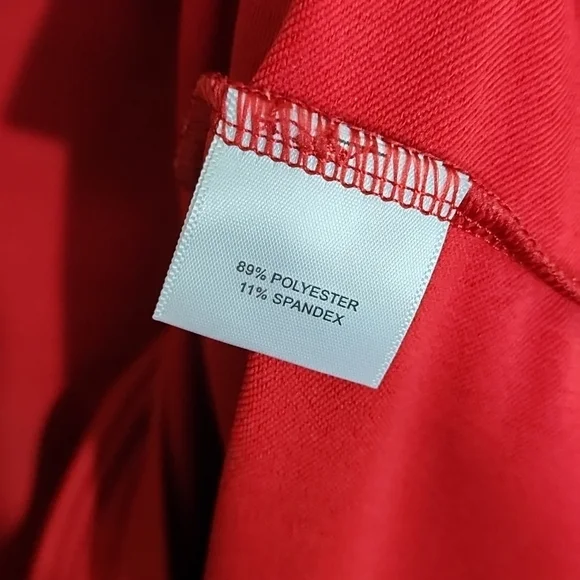 89% POLYESTER
11% SPANDEX